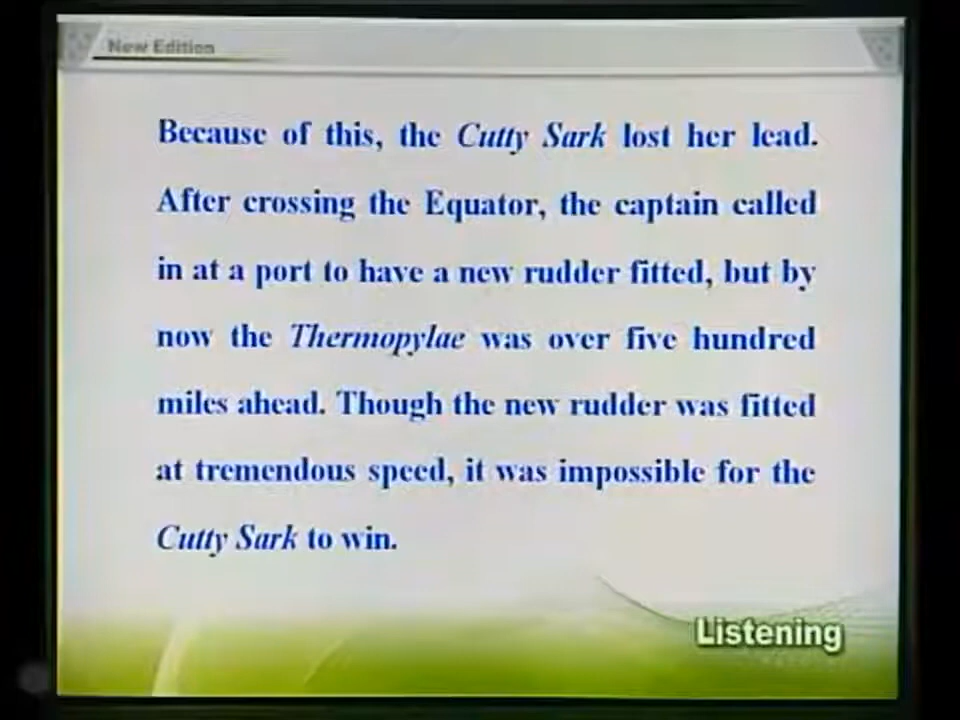 New Edition
Because of this, the Cutty Sark lost her lead.
After crossing the Equator, the captain called
in at a port to have a new rudder fitted, but by
now the Thermopylae was over five hundred
miles ahead. Though the new rudder was fitted
at tremendous speed, it was impossible for the
Cutty Sark to win.
Listening